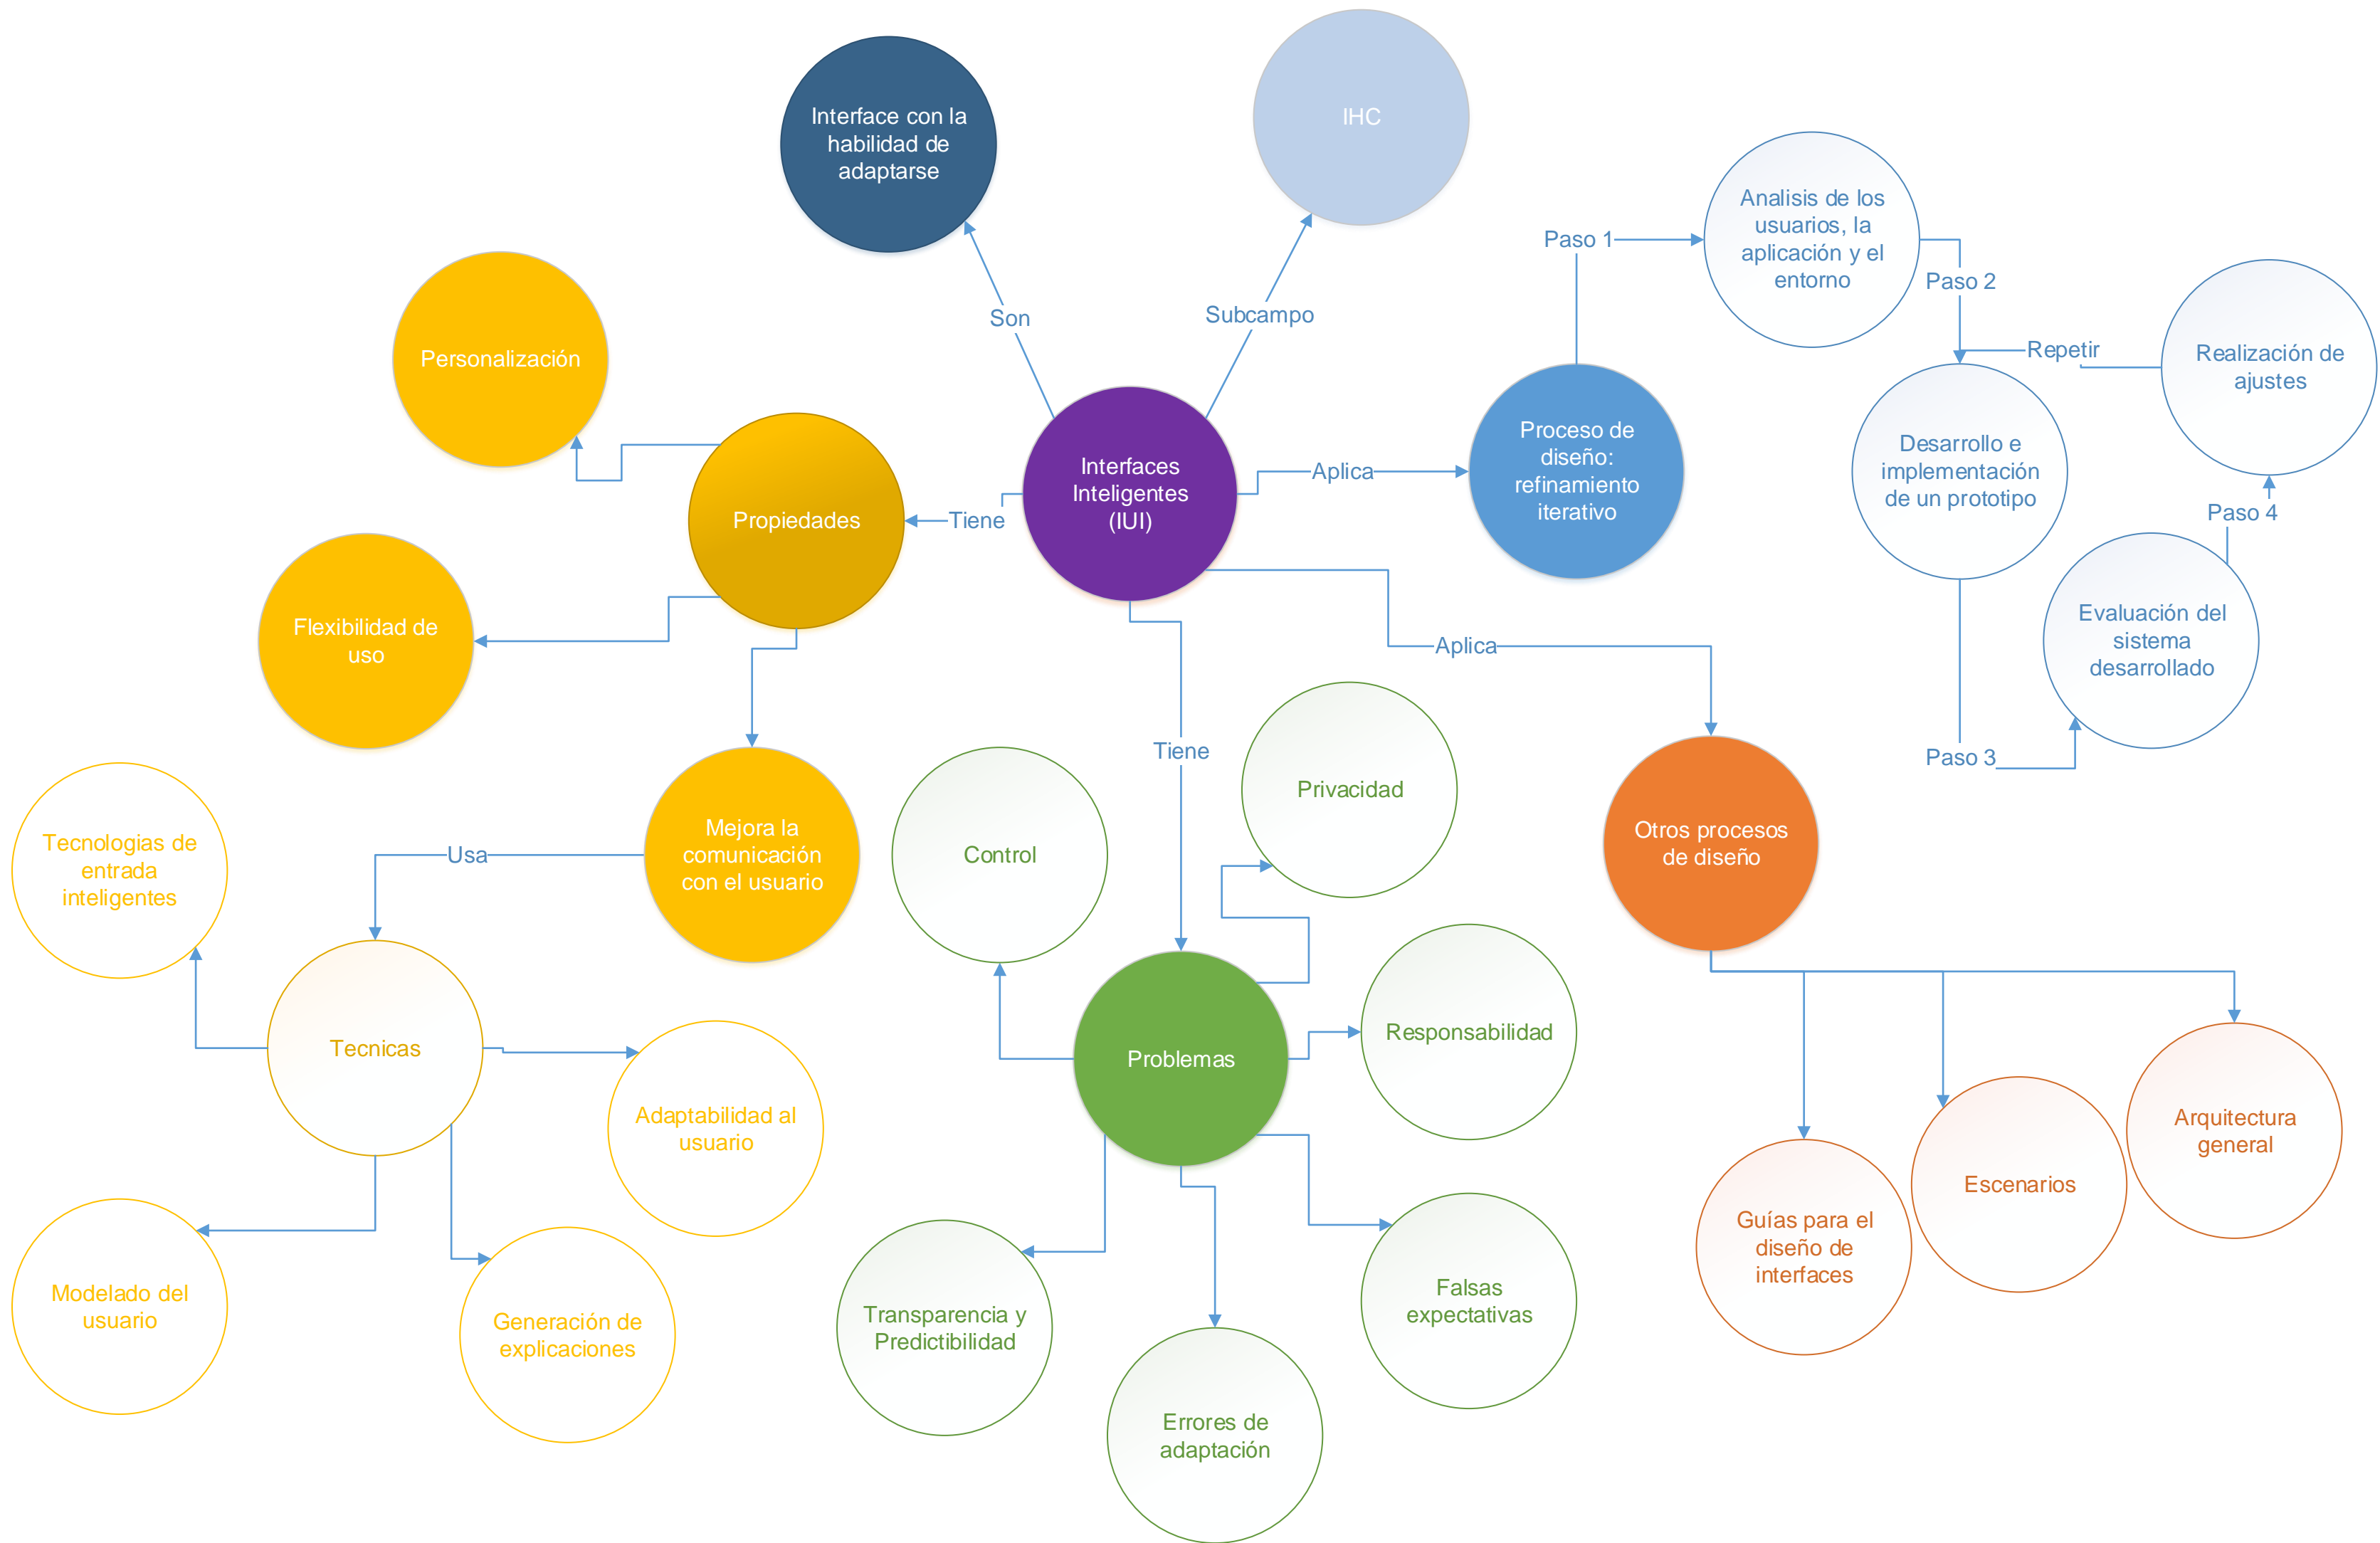 Interface con la
habilidad de
adaptarse
IHC
Analisis de los
usuarios, la
aplicación y el
entorno
Paso 1
Paso 2
Son
Subcampo
Repetir
Realización de
ajustes
Personalización
Interfaces
Inteligentes
(IUI)
Aplica
Proceso de
diseño:
refinamiento
iterativo
Desarrollo e
implementación
de un prototipo
Paso 4
Propiedades
Tiene
Flexibilidad de
uso
Evaluación del
sistema
desarrollado
Aplica
Tiene
Paso 3
Privacidad
Mejora la
comunicación
con el usuario
Usa
Control
Otros procesos
de diseño
Tecnologias de
entrada
inteligentes
Tecnicas
Problemas
Responsabilidad
Adaptabilidad al
usuario
Arquitectura
general
Escenarios
Guías para el
diseño de
interfaces
Modelado del
usuario
Generación de
explicaciones
Transparencia y
Predictibilidad
Falsas
expectativas
Errores de
adaptación